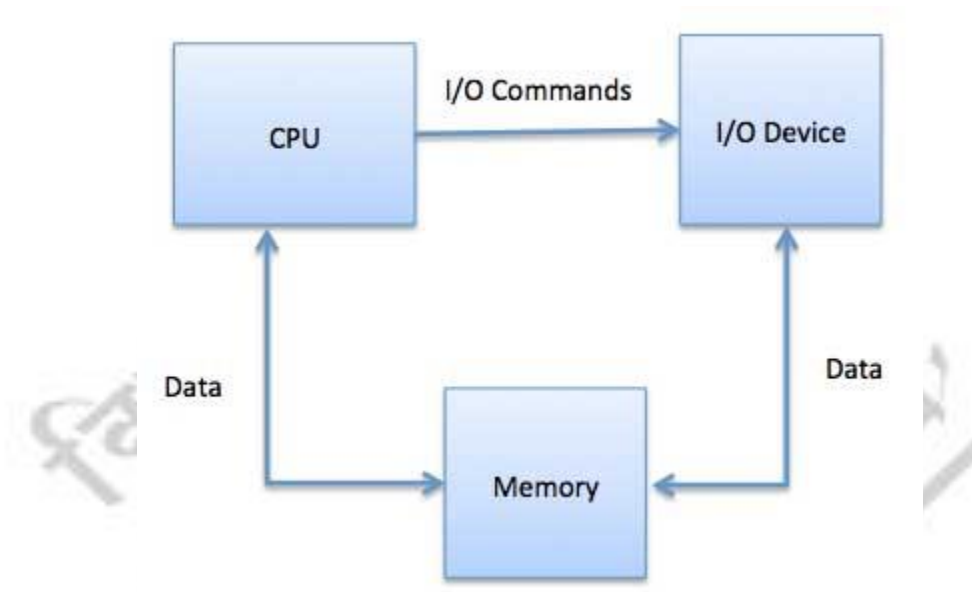 I/O Commands
CPU
I/O Device
Data
Data
Memory